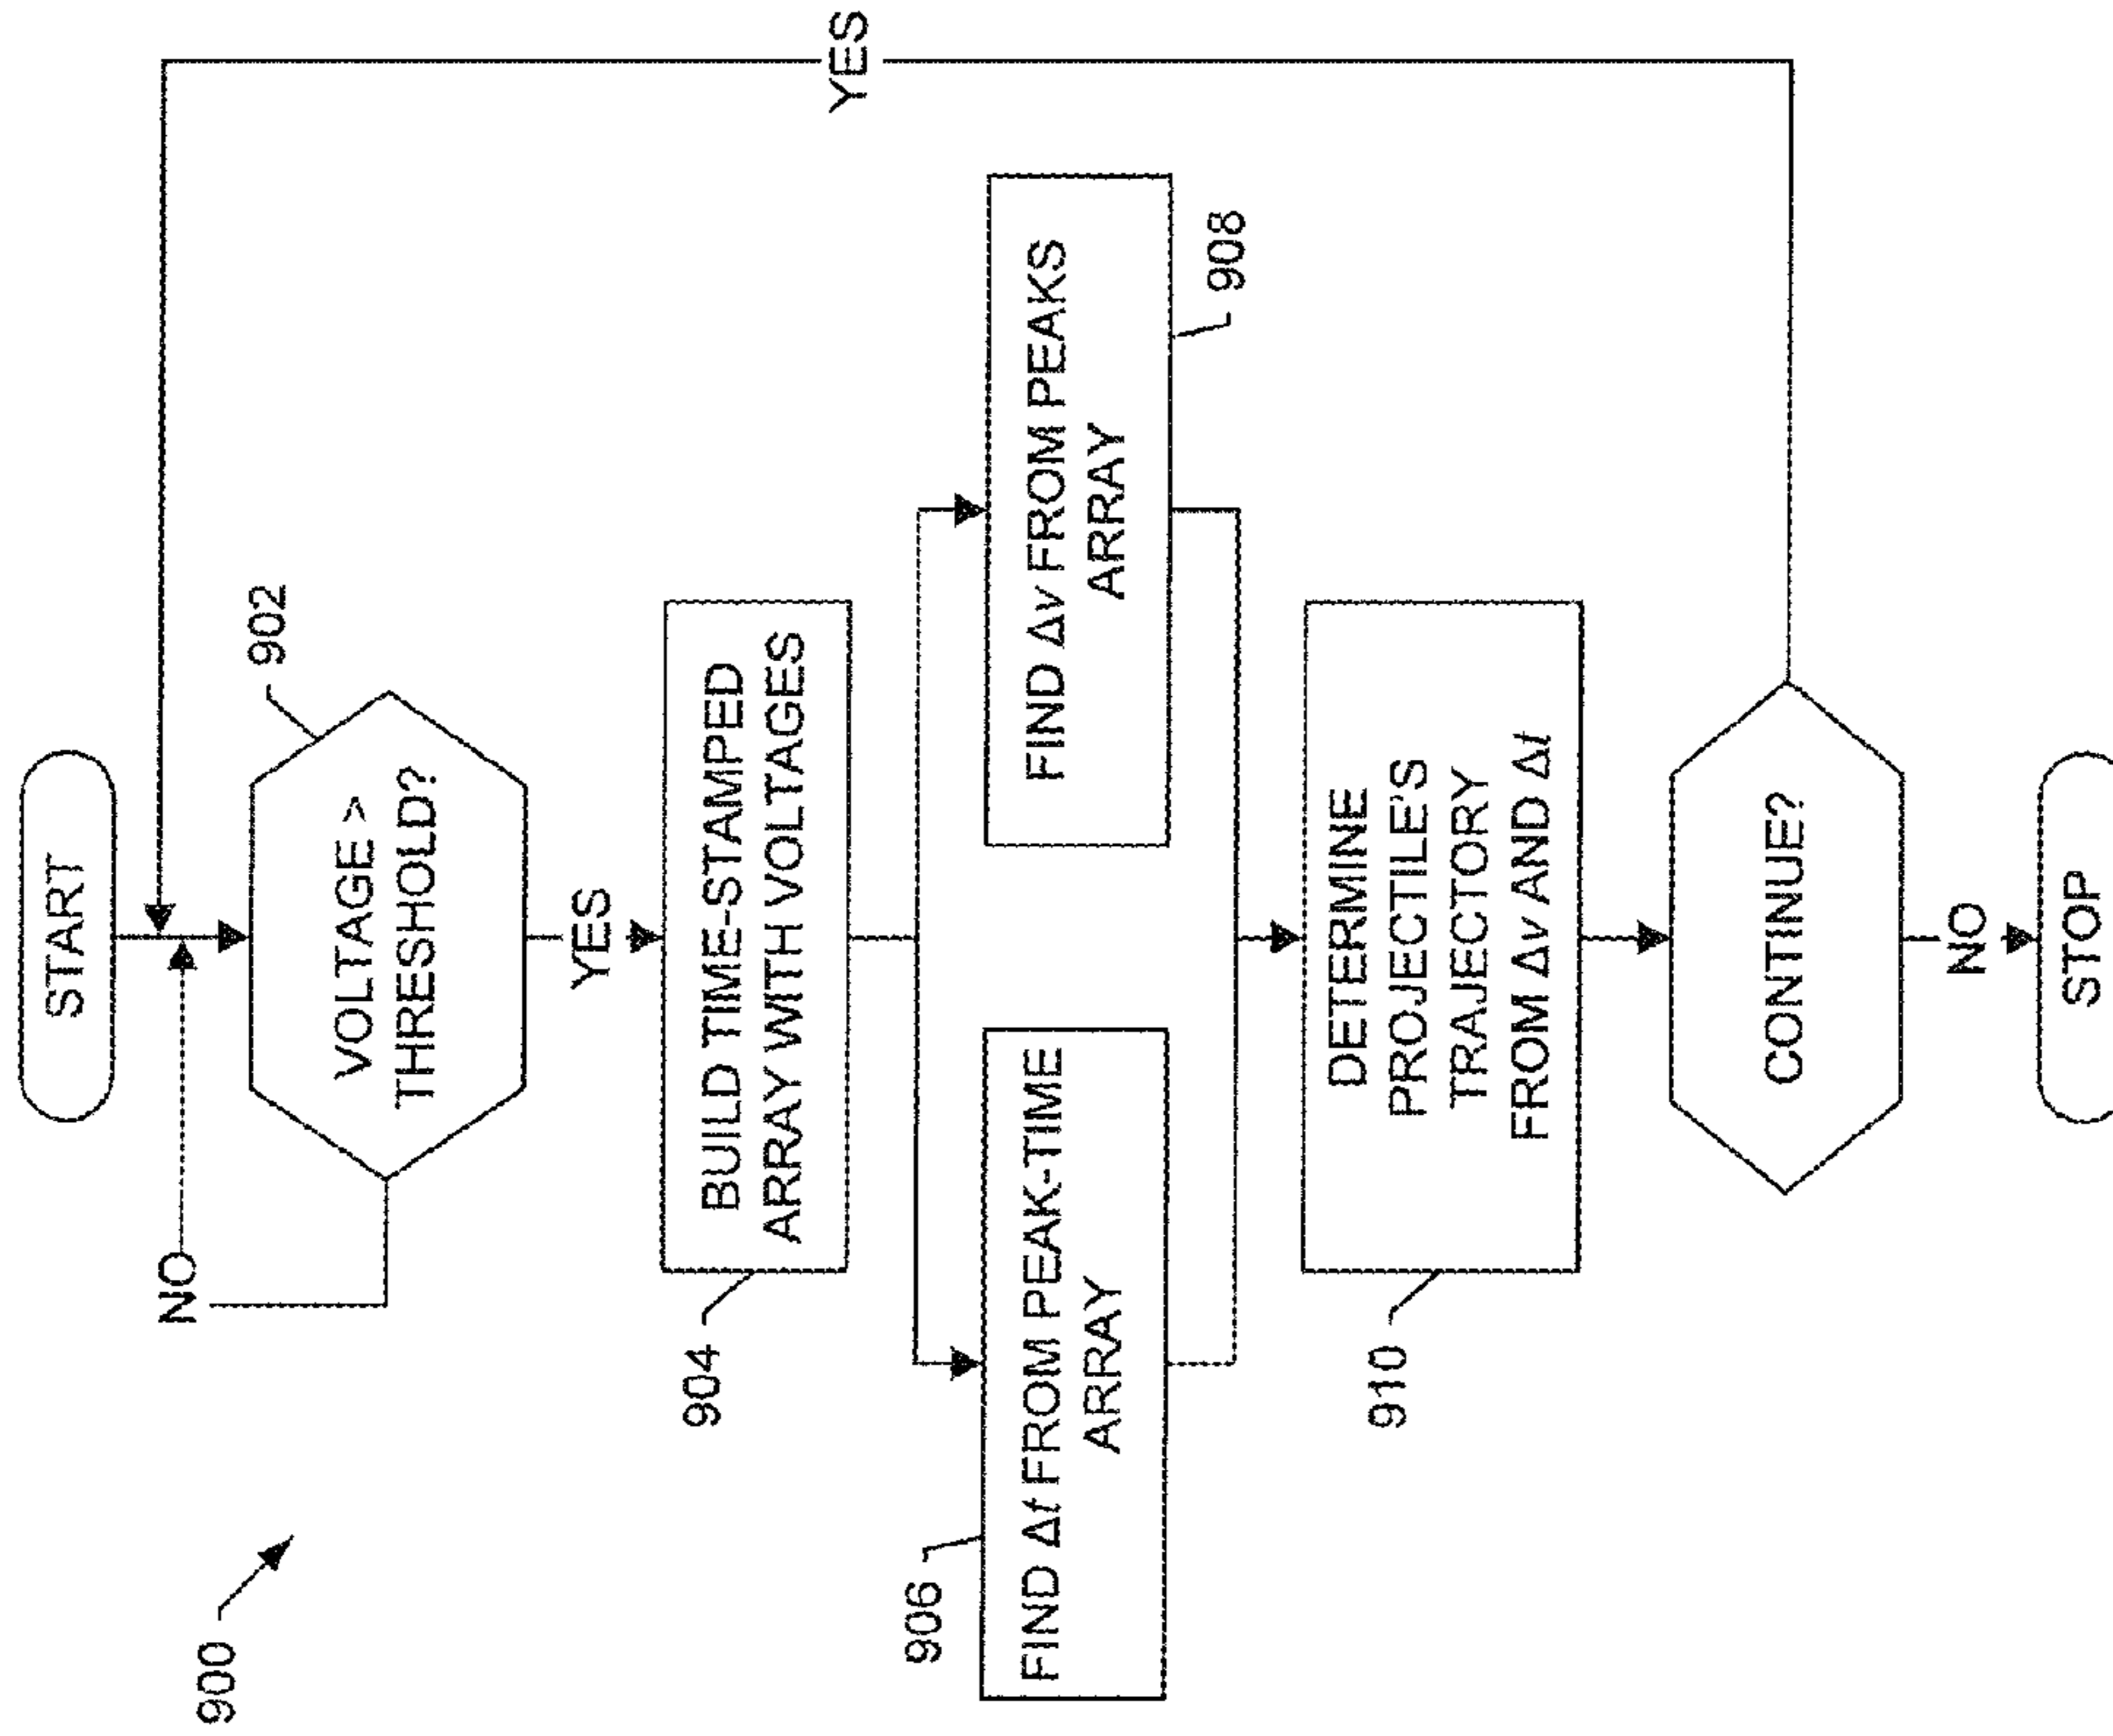 900
START
NO
YES
902
VOLTAGE >
THRESHOLD?
YES
904
BUILD TIME-STAMPED
ARRAY WITH VOLTAGES
906
FIND Δt FROM PEAK-TIME
ARRAY
FIND Δv FROM PEAKS
ARRAY
908
910
DETERMINE
PROJECTILE'S
TRAJECTORY
FROM Δv AND Δt
CONTINUE?
NO
STOP